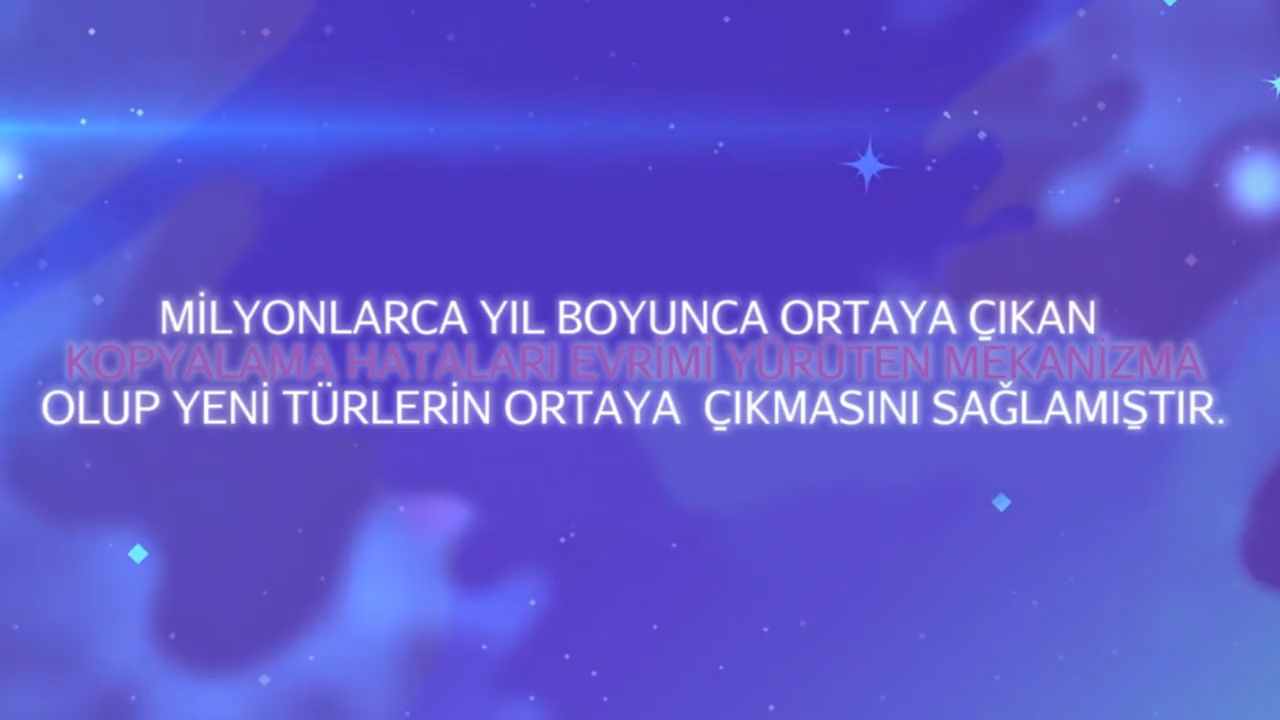 MİLYONLARCA YIL BOYUNCA ORTAYA ÇIKAN
KOPYALAMA HATALARI EVRİMİ YÜRÜTEN MEKANİZMA
OLUP YENİ TÜRLERİN ORTAYA ÇIKMASINI SAĞLAMIŞTIR.